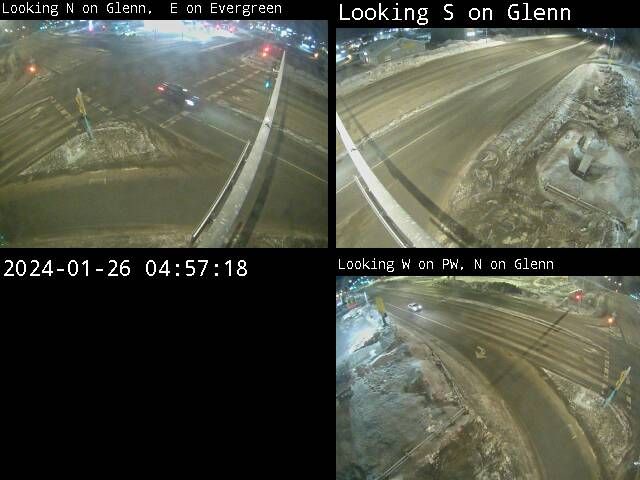 Looking N on Glenn,  E on Evergreen
Looking S on Glenn
2024-01-26 04:57:18
Looking W on PW, N on Glenn